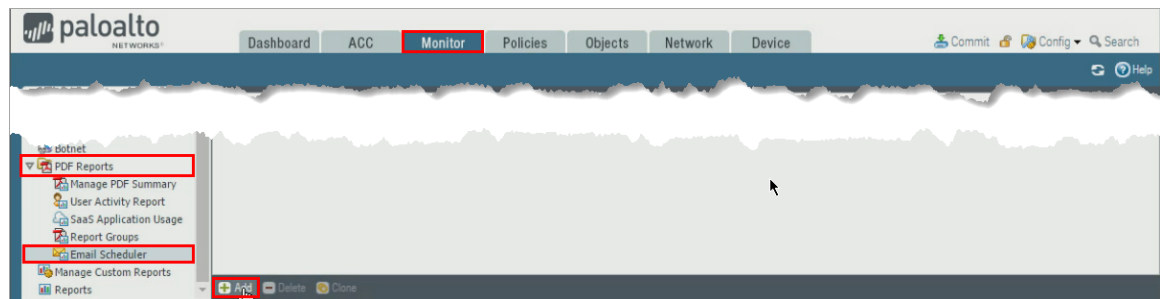 paloalto
NETWORKS®
Dashboard ACC Monitor Policies Objects Network Device Commit Config Search
Help
Botnet
PDF Reports
Manage PDF Summary
User Activity Report
SaaS Application Usage
Report Groups
Email Scheduler
Manage Custom Reports
Reports
Add Delete Clone